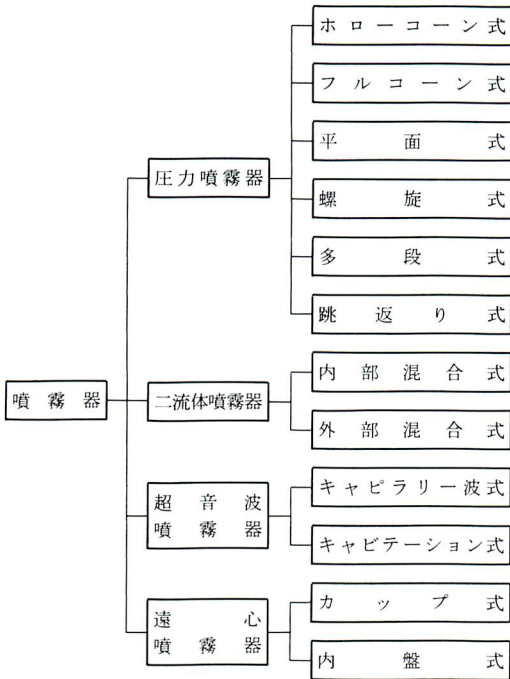 噴霧器
圧力噴霧器
ホローコーン式
フルコーン式
平面式
螺旋式
多段式
跳返り式
二流体噴霧器
内部混合式
外部混合式
超音波
噴霧器
キャピラリー波式
キャビテーション式
遠心
噴霧器
カップ式
内盤式